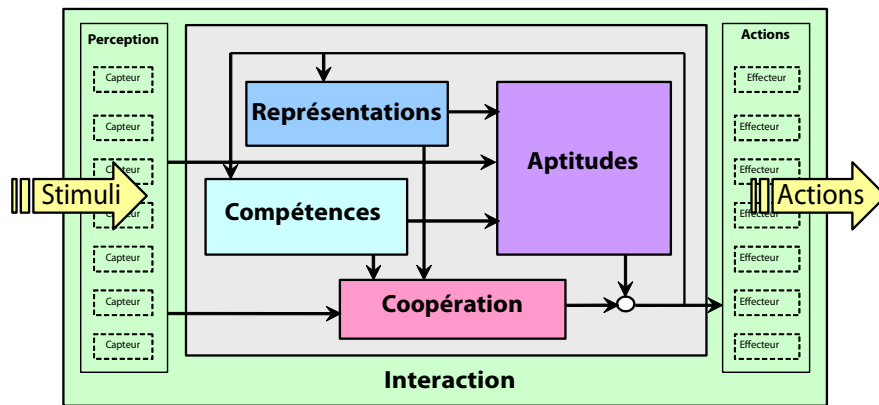 Perception
Capteur
Capteur
Capteur
Capteur
Capteur
Capteur
Capteur
Stimuli
Représentations
Compétences
Aptitudes
Coopération
Interaction
Actions
Effecteur
Effecteur
Effecteur
Effecteur
Effecteur
Effecteur
Effecteur
Actions